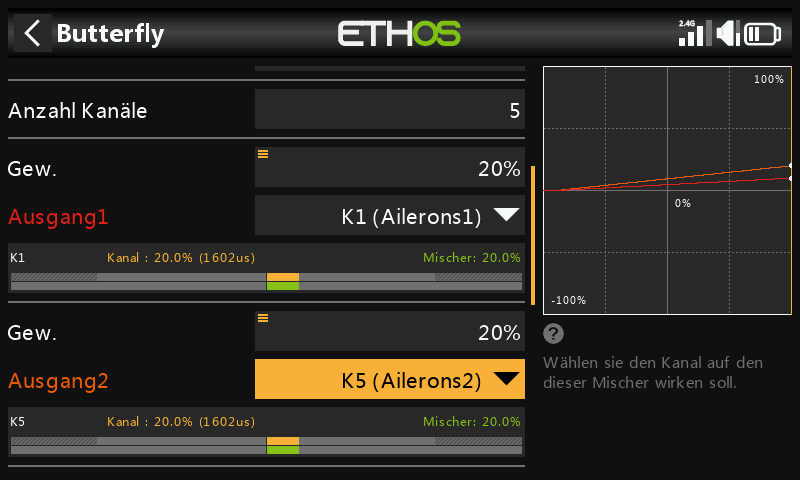 Butterfly
ETHOS
2.4G
Anzahl Kanäle
5
Gew.
20%
Ausgang1
K1 (Ailerons1)
K1
Kanal : 20.0% (1602us)
Mischer: 20.0%
Gew.
20%
Ausgang2
K5 (Ailerons2)
K5
Kanal : 20.0% (1602us)
Mischer: 20.0%
100%
0%
-100%
?
Wählen sie den Kanal auf den
dieser Mischer wirken soll.